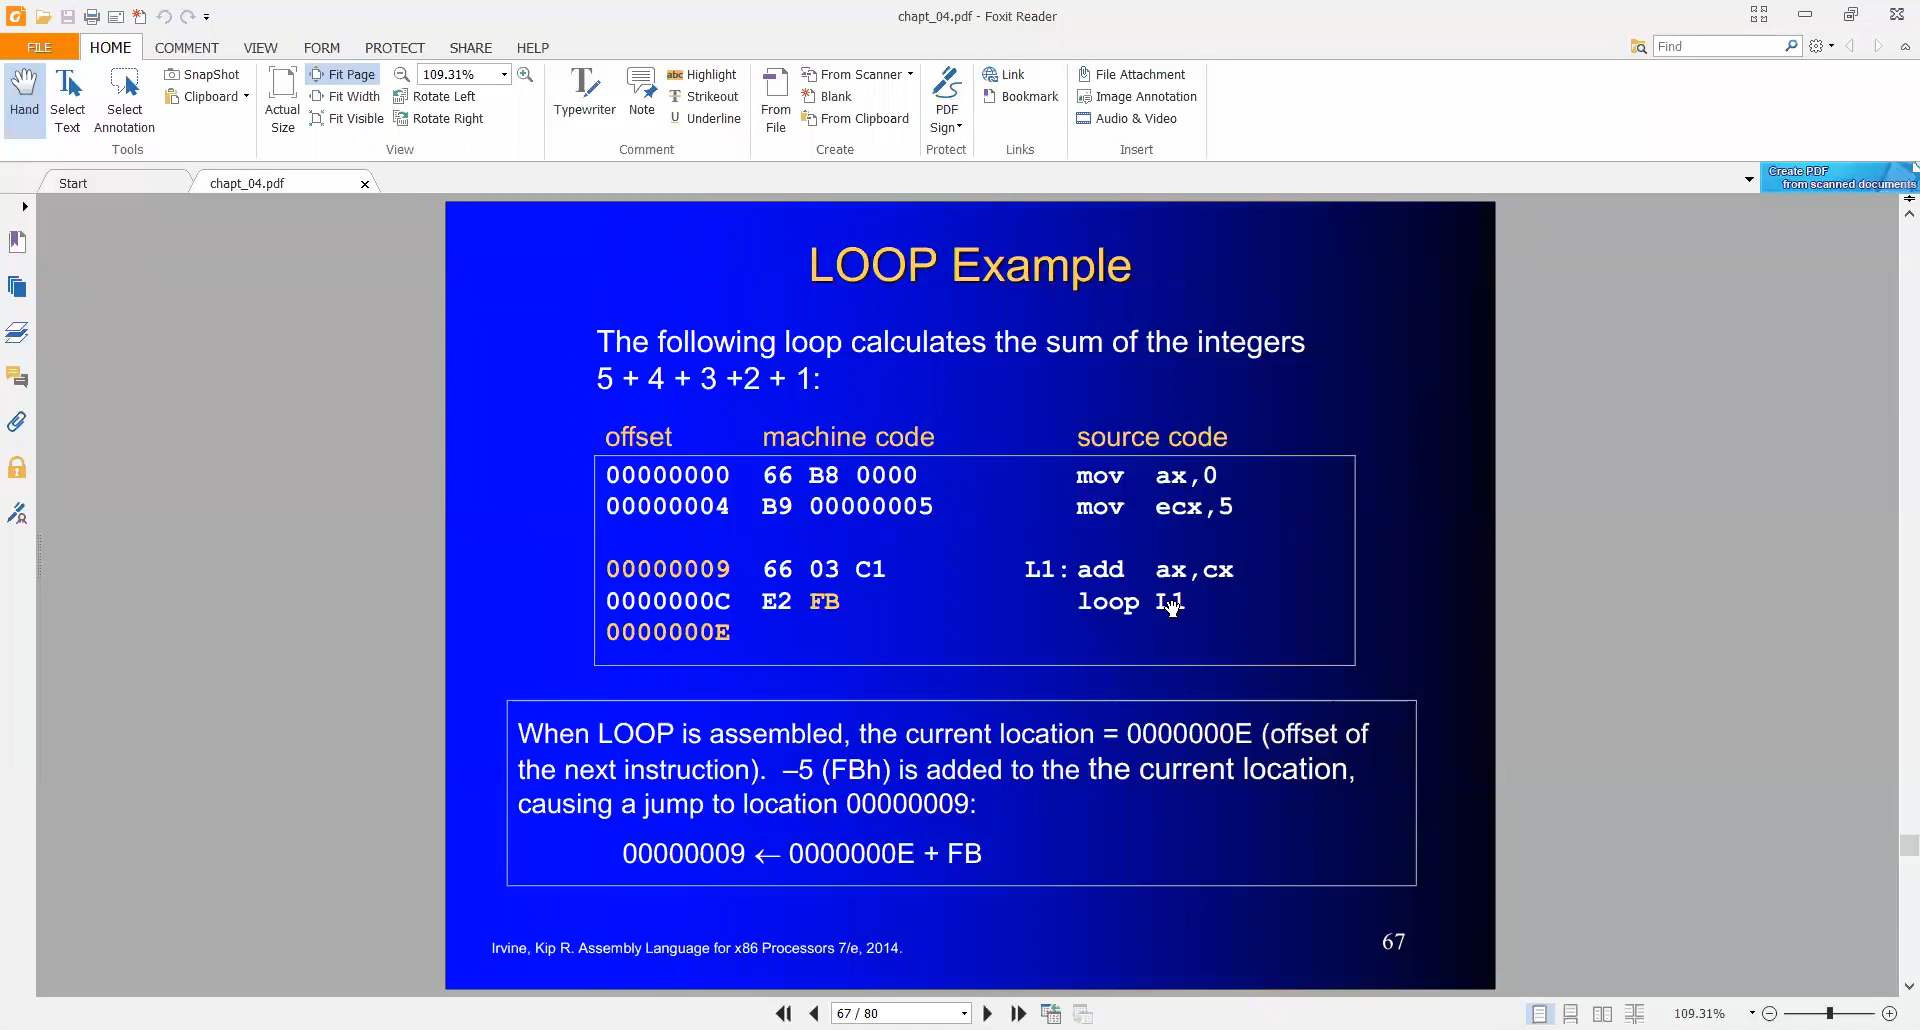 chapt_04.pdf - Foxit Reader
FILE HOME COMMENT VIEW FORM PROTECT SHARE HELP
Find
Hand
Select Text
Select Annotation
SnapShot
Clipboard
Tools
Actual Size
Fit Page
Fit Width
Fit Visible
109.31%
Rotate Left
Rotate Right
View
Typewriter
Note
Highlight
Strikeout
Underline
Comment
From File
From Scanner
Blank
From Clipboard
Create
PDF Sign
Protect
Link
Bookmark
Links
File Attachment
Image Annotation
Audio & Video
Insert
Start
chapt_04.pdf
Create PDF
from scanned documents
LOOP Example
The following loop calculates the sum of the integers
5 + 4 + 3 +2 + 1:
offset machine code source code
00000000 66 B8 0000 mov ax,0
00000004 B9 00000005 mov ecx,5
00000009 66 03 C1 L1: add ax,cx
0000000C E2 FB loop L1
0000000E
When LOOP is assembled, the current location = 0000000E (offset of
the next instruction). –5 (FBh) is added to the the current location,
causing a jump to location 00000009:
00000009 ← 0000000E + FB
Irvine, Kip R. Assembly Language for x86 Processors 7/e, 2014.
67
67 / 80
109.31%